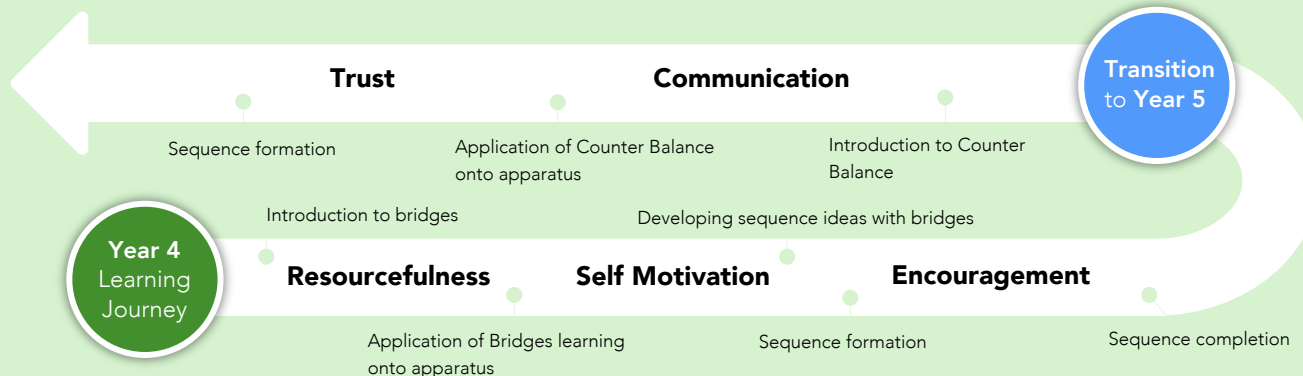 Trust
Communication
Transition
to Year 5
Sequence formation
Application of Counter Balance
onto apparatus
Introduction to Counter
Balance
Introduction to bridges
Developing sequence ideas with bridges
Year 4
Learning
Journey
Resourcefulness
Self Motivation
Encouragement
Application of Bridges learning
onto apparatus
Sequence formation
Sequence completion